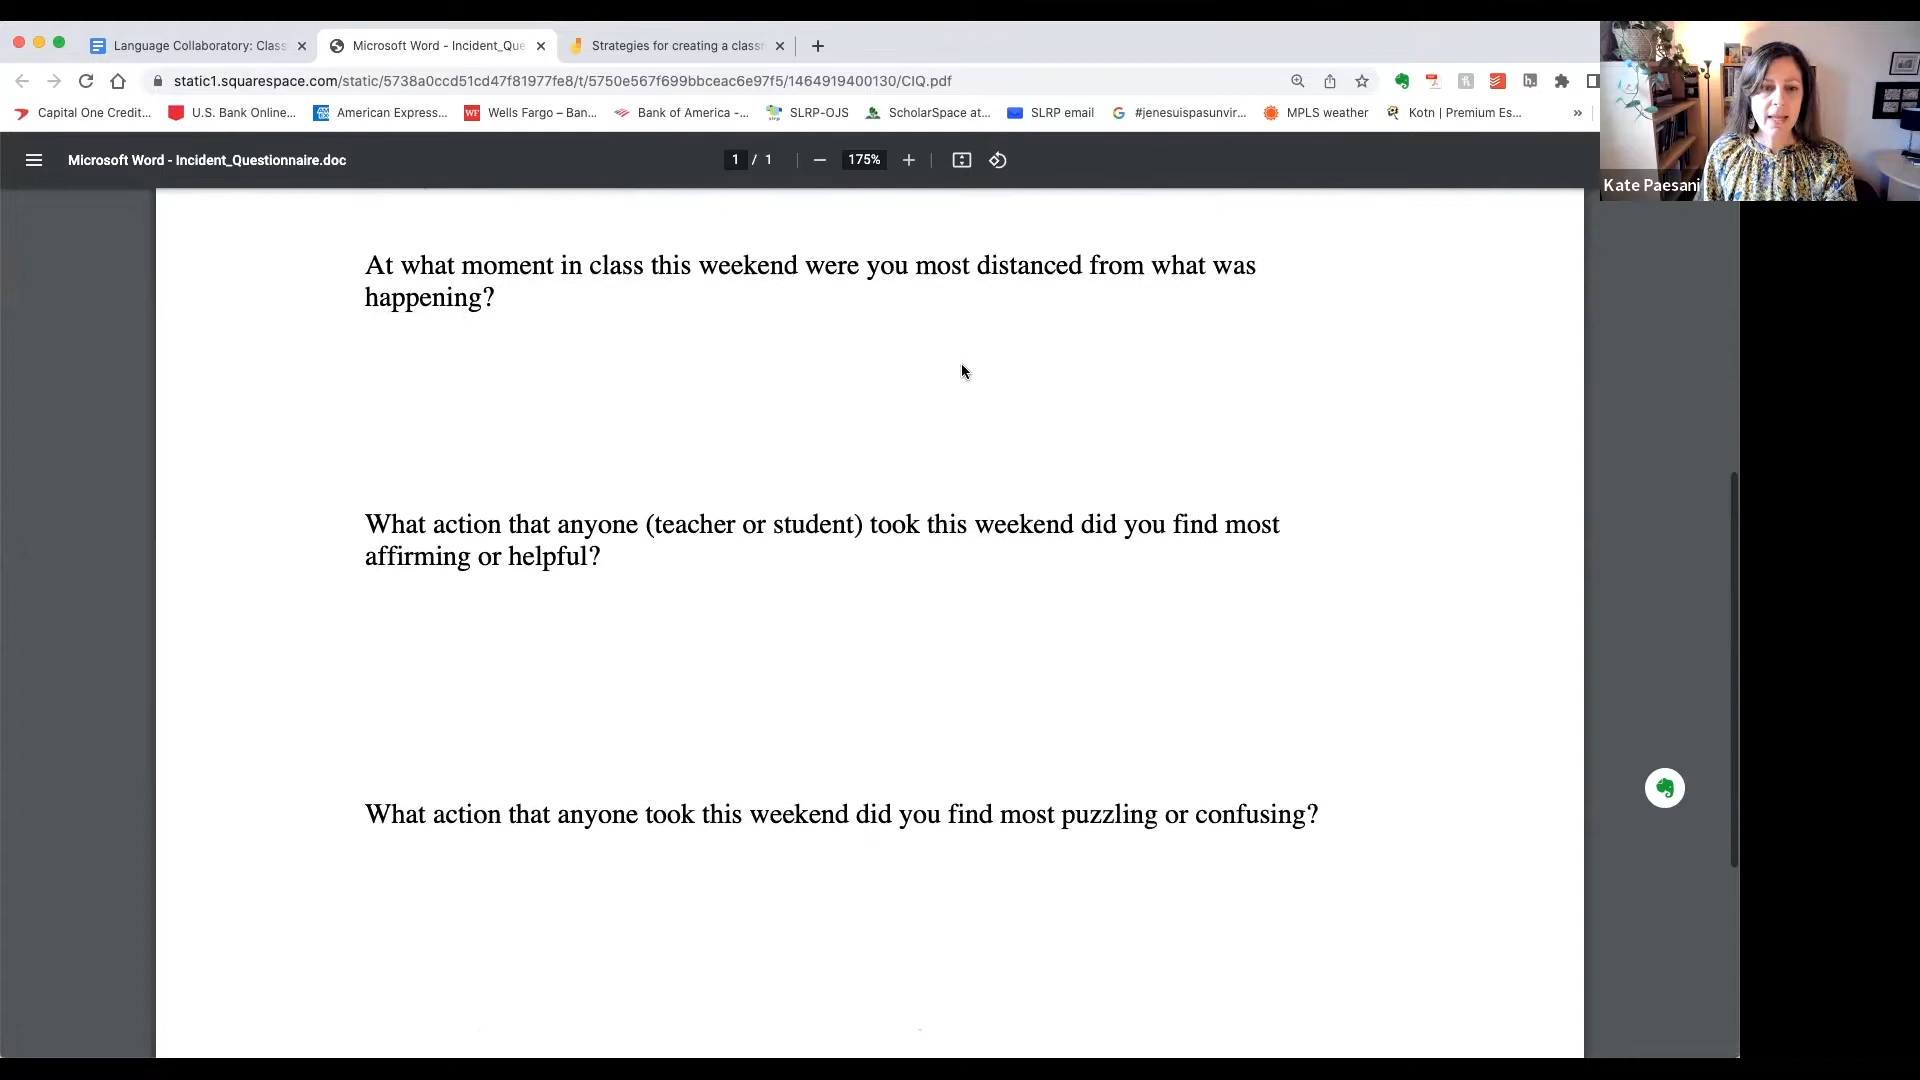 Language Collaboratory: Class
Microsoft Word - Incident_Que
Strategies for creating a class
static1.squarespace.com/static/5738a0ccd51cd47f81977fe8/t/5750e567f699bbceac6e97f5/1464919400130/CIQ.pdf
Capital One Credit...
U.S. Bank Online...
American Express...
Wells Fargo – Ban...
Bank of America -...
SLRP-OJS
ScholarSpace at...
SLRP email
#jenesuispasunvir...
MPLS weather
Kotn | Premium Es...
»
Microsoft Word - Incident_Questionnaire.doc
1 / 1
175%
Kate Paesani
At what moment in class this weekend were you most distanced from what was
happening?
What action that anyone (teacher or student) took this weekend did you find most
affirming or helpful?
What action that anyone took this weekend did you find most puzzling or confusing?